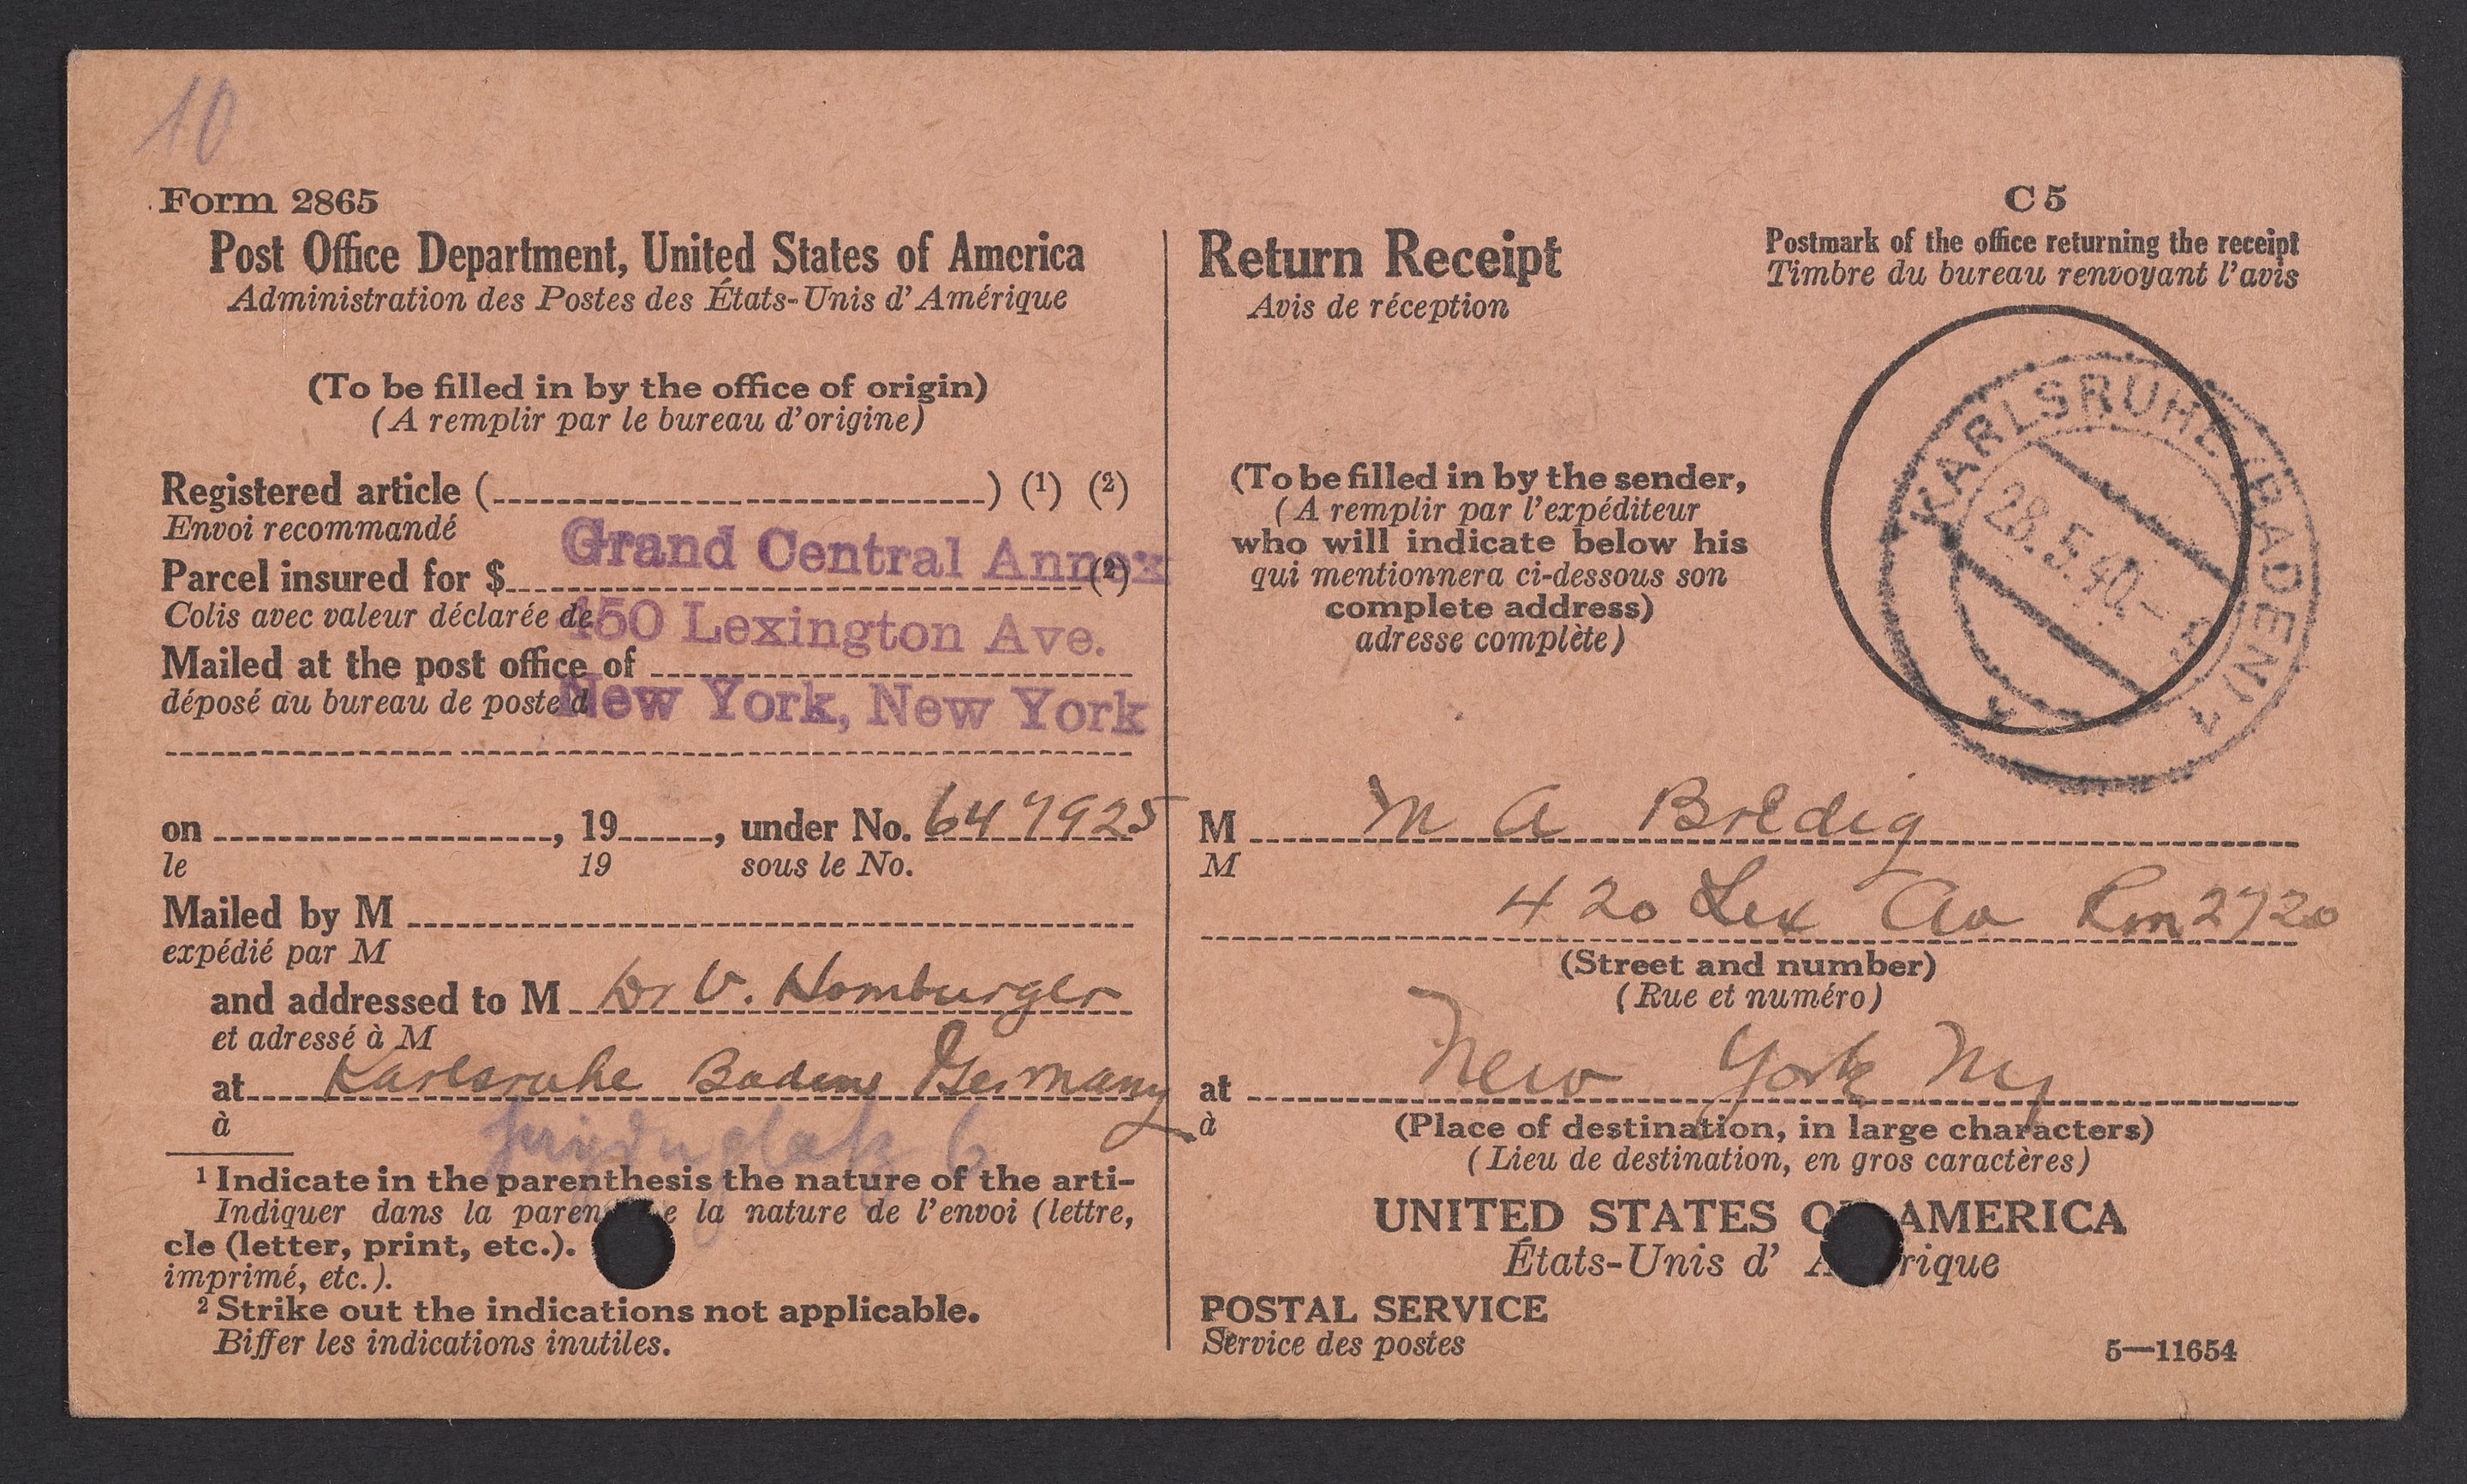 10
Form 2865
Post Office Department, United States of America
Administration des Postes des États-Unis d'Amérique
(To be filled in by the office of origin)
(A remplir par le bureau d'origine)
Registered article (                ) (1) (2)
Envoi recommandé
Grand Central Annex
Parcel insured for $                (2)
Colis avec valeur déclarée de
450 Lexington Ave.
Mailed at the post office of
déposé au bureau de poste d
New York, New York
on                , 19      , under No. 647925
le                19      sous le No.
Mailed by M
expédié par M
and addressed to M Dr V. Homburger
et adressé à M
at Karlsruhe Badens Germany
à
6
1 Indicate in the parenthesis the nature of the arti-
Indiquer dans la paren e la nature de l'envoi (lettre,
cle (letter, print, etc.).
imprimé, etc.).
2 Strike out the indications not applicable.
Biffer les indications inutiles.
Return Receipt
Avis de réception
C 5
Postmark of the office returning the receipt
Timbre du bureau renvoyant l'avis
KARLSRUHE (BADEN) 1
28.5.40
(To be filled in by the sender,
(A remplir par l'expéditeur
who will indicate below his
qui mentionnera ci-dessous son
complete address)
adresse complète)
M M A Bredig
M
420 Lex Av Rm 2720
(Street and number)
(Rue et numéro)
at New York Ny
à
(Place of destination, in large characters)
(Lieu de destination, en gros caractères)
UNITED STATES O AMERICA
États-Unis d' A rique
POSTAL SERVICE
Service des postes
5—11654